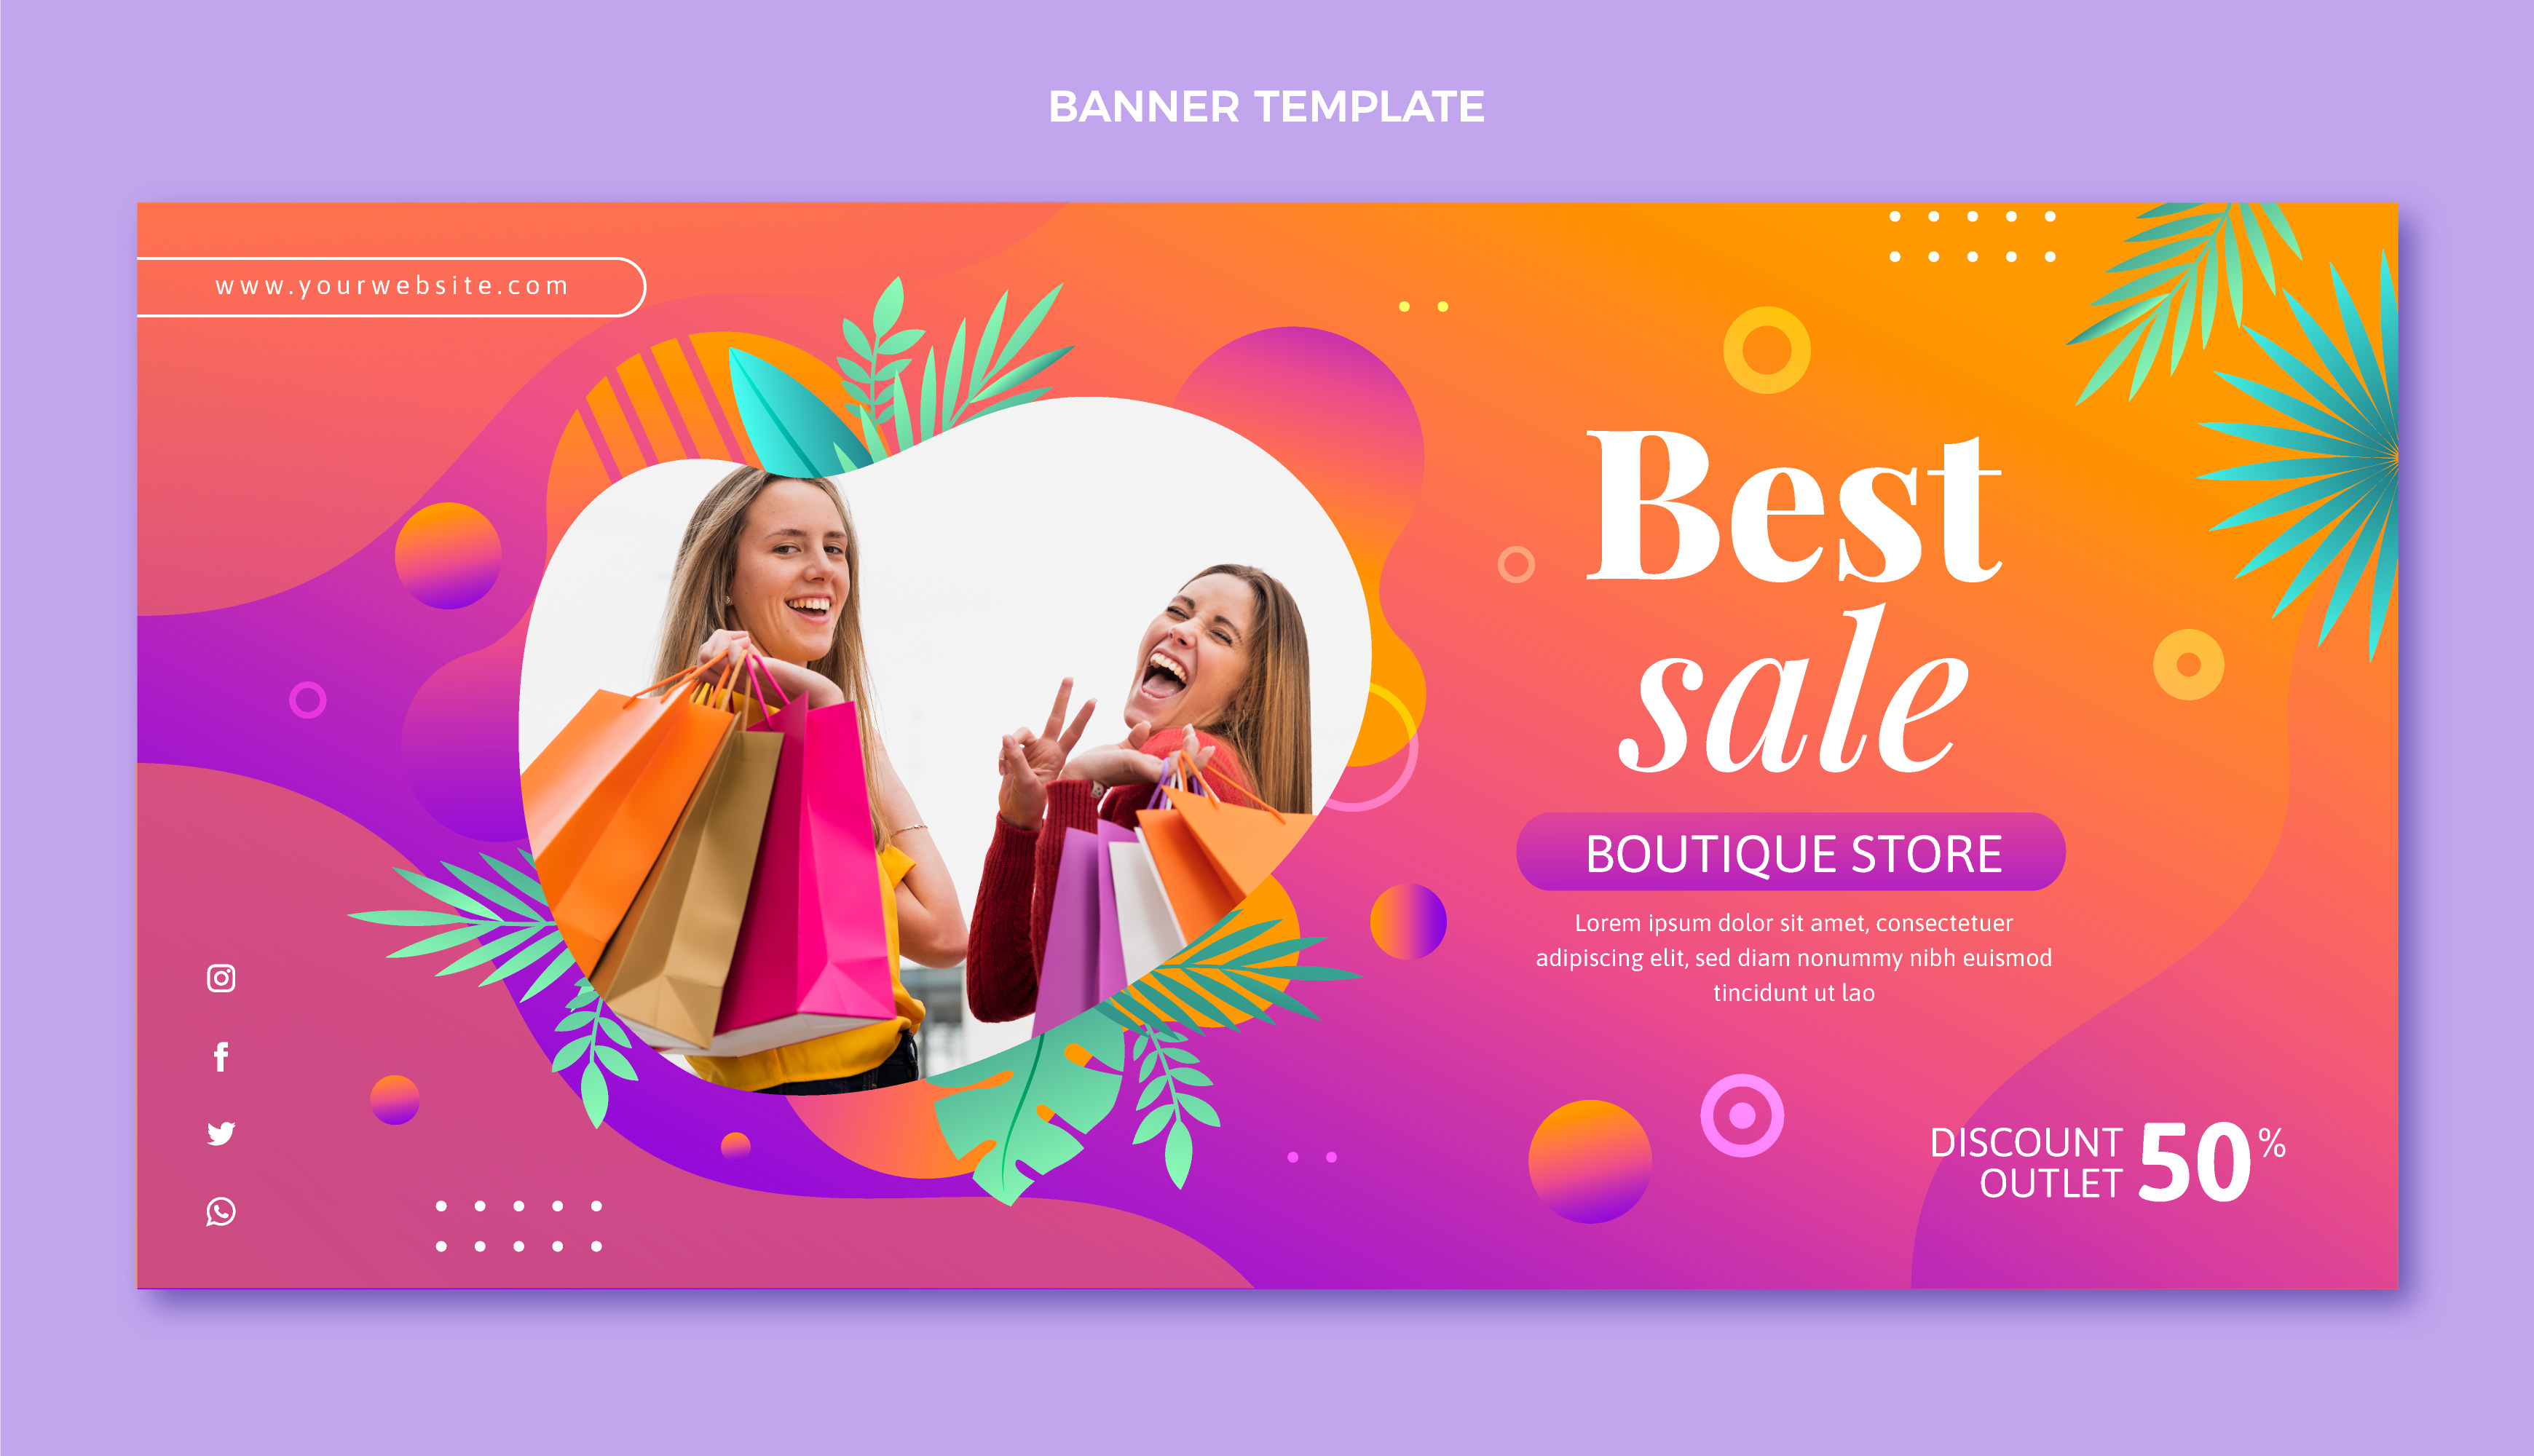 BANNER TEMPLATE
www.yourwebsite.com
Best
sale
BOUTIQUE STORE
Lorem ipsum dolor sit amet, consectetuer
adipiscing elit, sed diam nonummy nibh euismod
tincidunt ut lao
DISCOUNT
OUTLET
50%